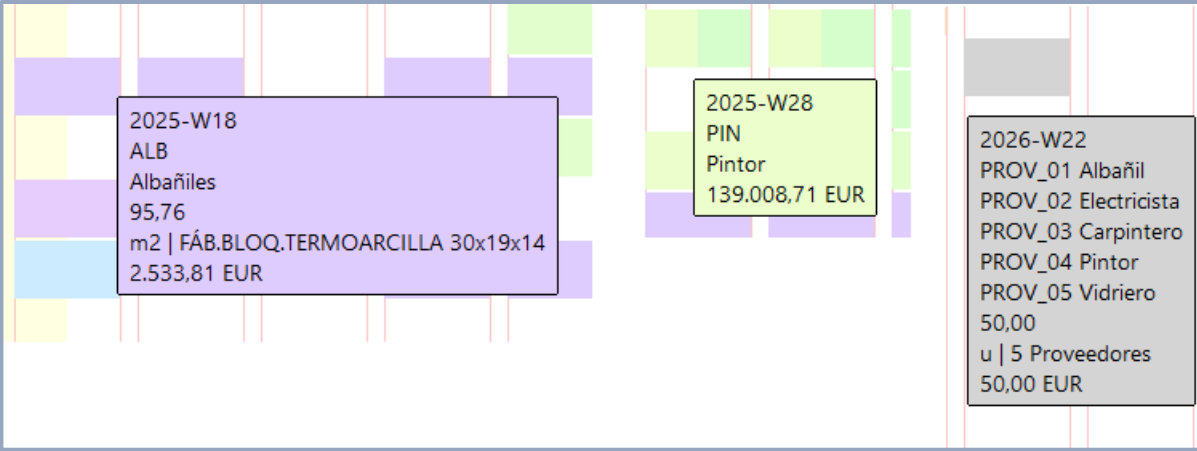 2025-W18
ALB
Albañiles
95,76
m2 | FÁB.BLOQ.TERMOARCILLA 30x19x14
2.533,81 EUR
2025-W28
PIN
Pintor
139.008,71 EUR
2026-W22
PROV_01 Albañil
PROV_02 Electricista
PROV_03 Carpintero
PROV_04 Pintor
PROV_05 Vidriero
50,00
u | 5 Proveedores
50,00 EUR